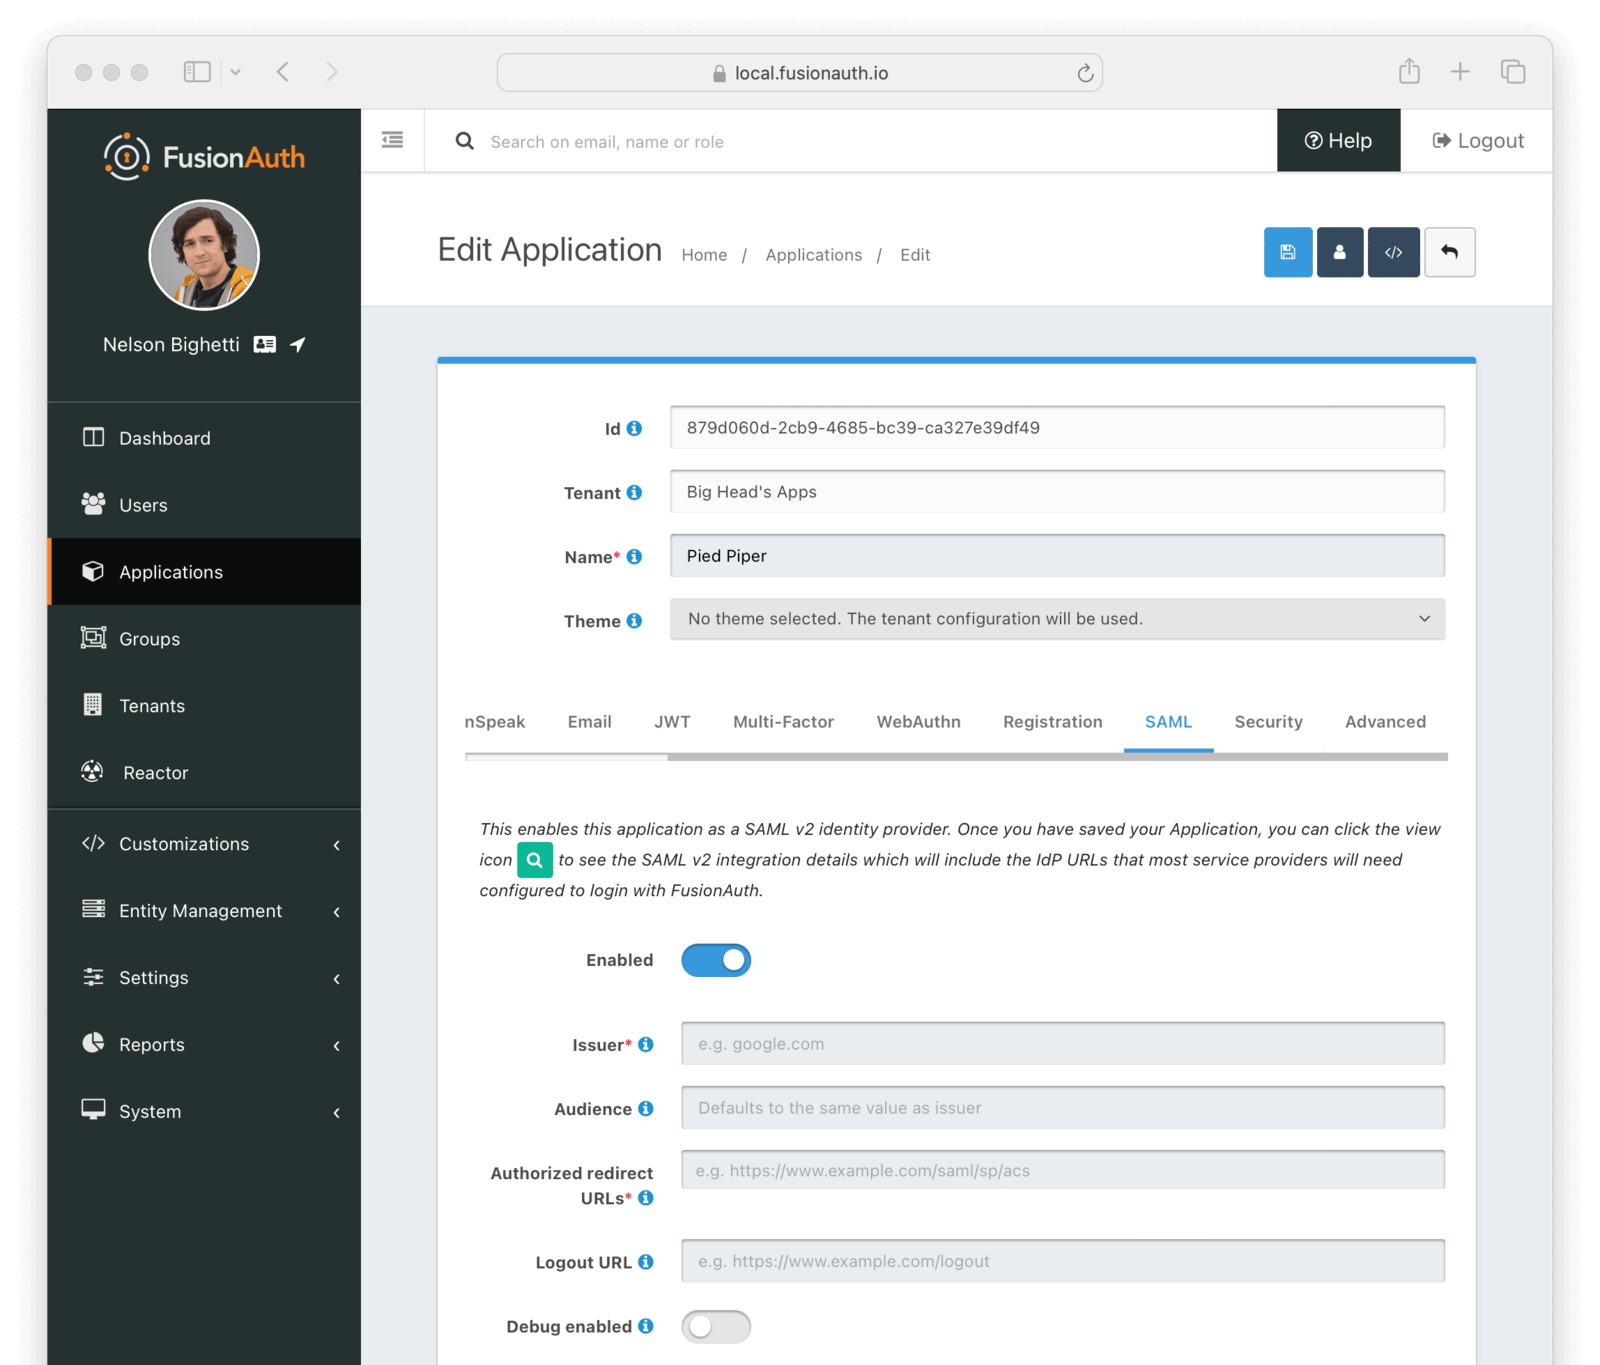 local.fusionauth.io
FusionAuth
Search on email, name or role
Help
Logout
Nelson Bighetti
Dashboard
Users
Applications
Groups
Tenants
Reactor
Customizations
Entity Management
Settings
Reports
System
Edit Application
Home / Applications / Edit
Id
879d060d-2cb9-4685-bc39-ca327e39df49
Tenant
Big Head's Apps
Name*
Pied Piper
Theme
No theme selected. The tenant configuration will be used.
nSpeak Email JWT Multi-Factor WebAuthn Registration SAML Security Advanced
This enables this application as a SAML v2 identity provider. Once you have saved your Application, you can click the view
icon to see the SAML v2 integration details which will include the IdP URLs that most service providers will need
configured to login with FusionAuth.
Enabled
Issuer*
e.g. google.com
Audience
Defaults to the same value as issuer
Authorized redirect
URLs*
e.g. https://www.example.com/saml/sp/acs
Logout URL
e.g. https://www.example.com/logout
Debug enabled